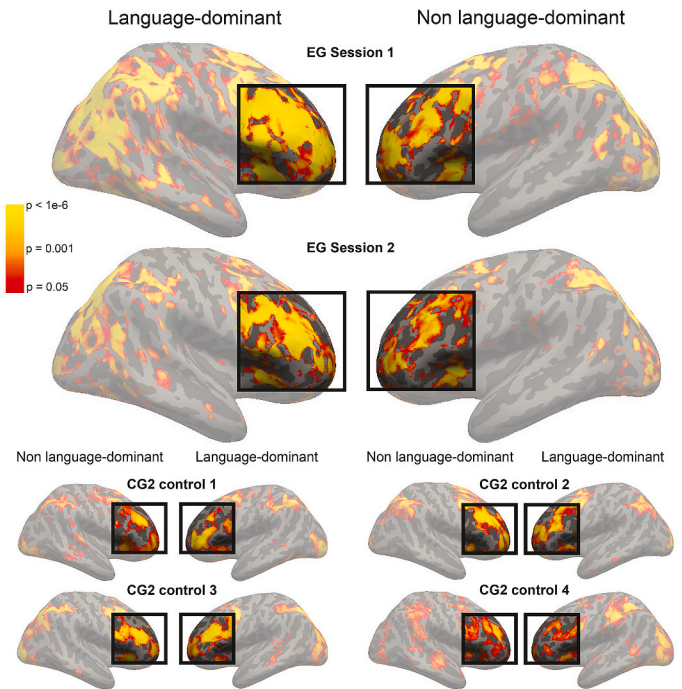 Language-dominant
Non language-dominant
EG Session 1
p < 1e-6
p = 0.001
p = 0.05
EG Session 2
Non language-dominant
Language-dominant
Non language-dominant
Language-dominant
CG2 control 1
CG2 control 2
CG2 control 3
CG2 control 4